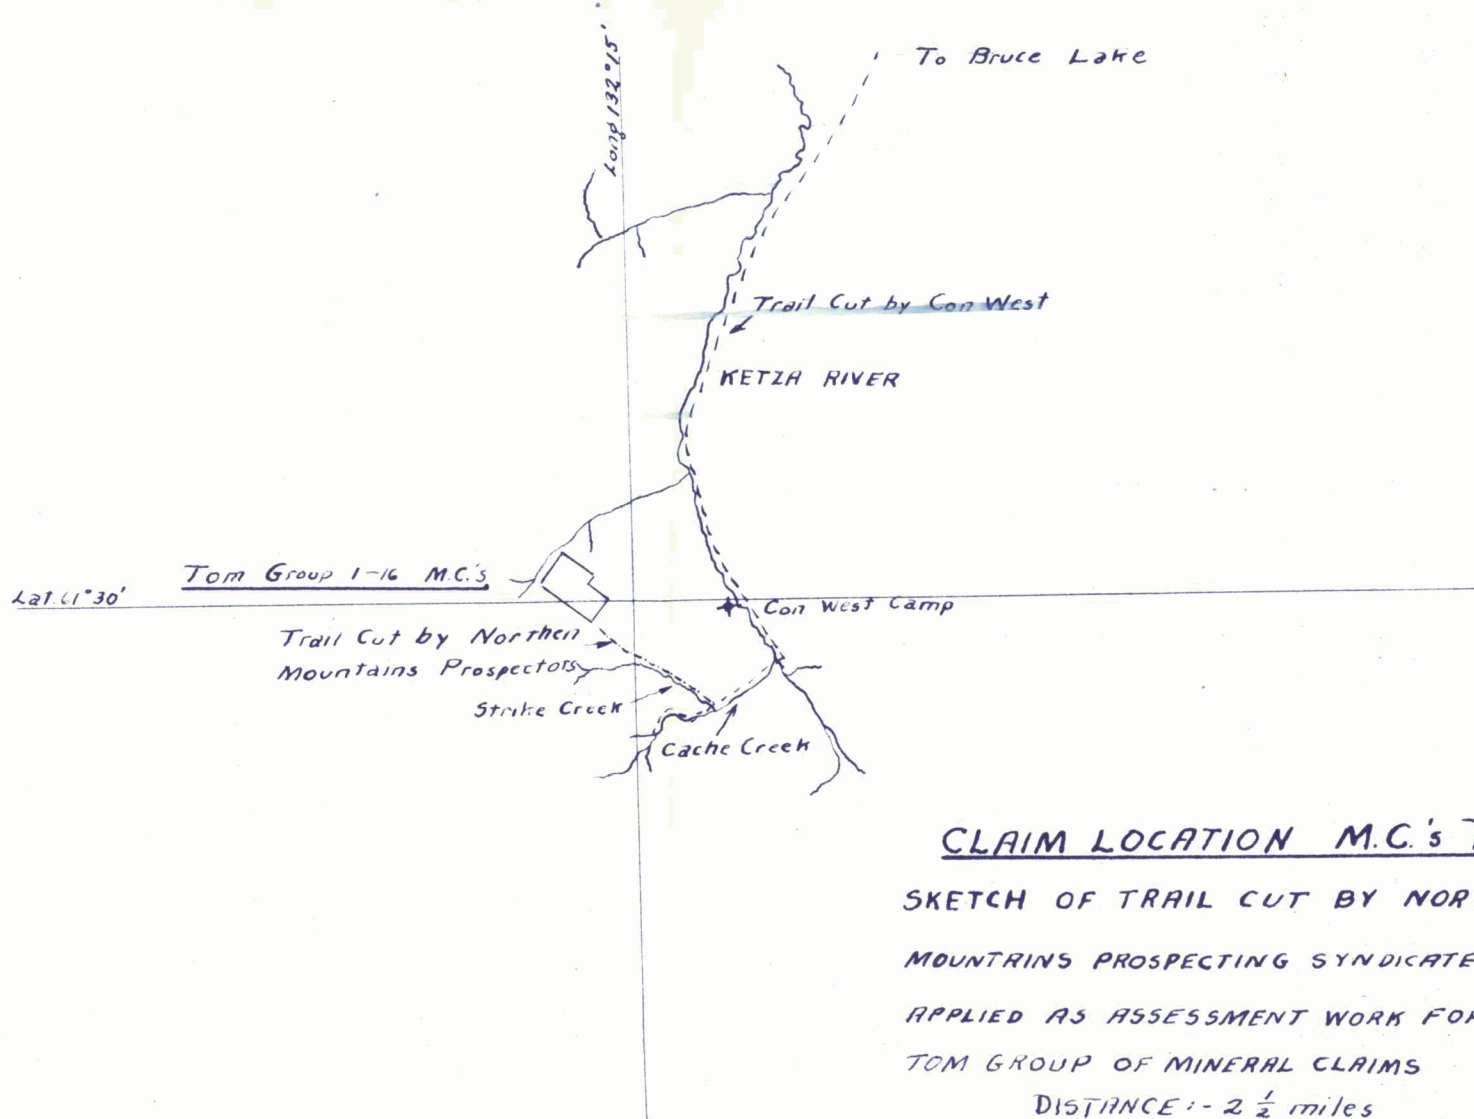 To Bruce Lake
Long 132°15'
Trail Cut by Con West
KETZA RIVER
Tom Group 1-16 M.C.'s
Lat. 61°30'
Con West Camp
Trail Cut by Northen
Mountains Prospectors
Strike Creek
Cache Creek
CLAIM LOCATION M.C.'s T
SKETCH OF TRAIL CUT BY NOR
MOUNTAINS PROSPECTING SYNDICATE
APPLIED AS ASSESSMENT WORK FOR
TOM GROUP OF MINERAL CLAIMS
DISTANCE :- 2 ½ miles